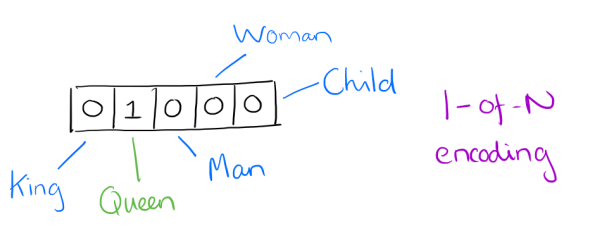 Woman
Child
0 1 0 0 0
King
Queen
Man
1-of-N
encoding